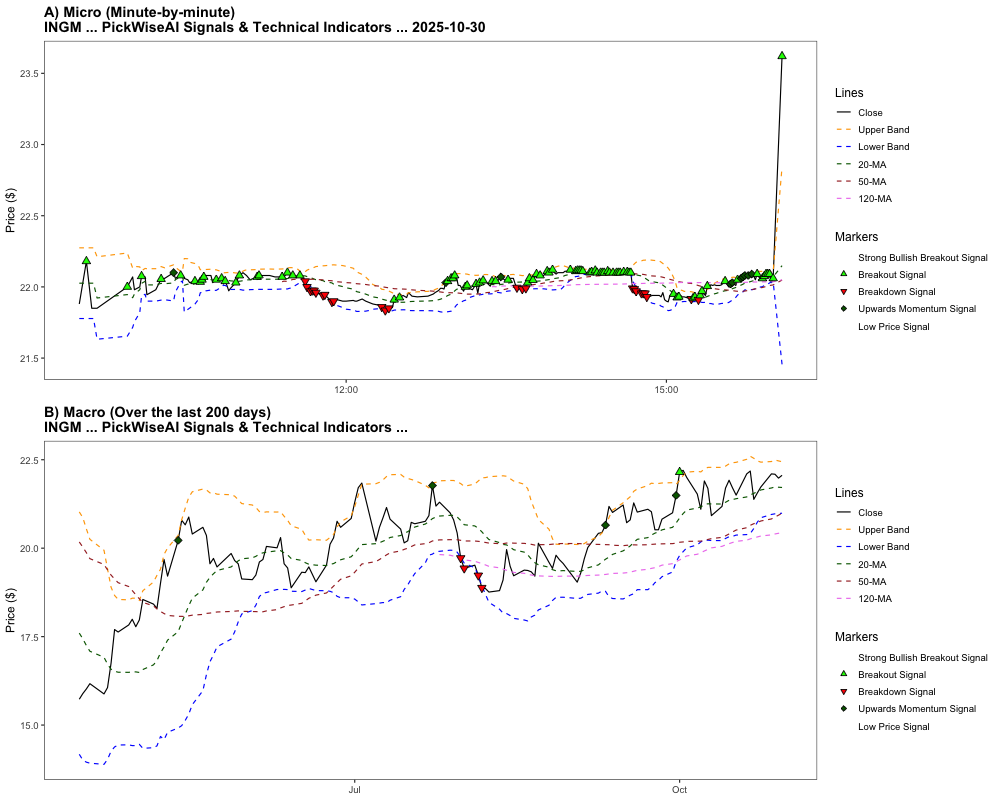 A) Micro (Minute-by-minute)
INGM ... PickWiseAI Signals & Technical Indicators ... 2025-10-30
Price ($)
23.5
23.0
22.5
22.0
21.5
12:00
15:00
Lines
Close
Upper Band
Lower Band
20-MA
50-MA
120-MA
Markers
Strong Bullish Breakout Signal
Breakout Signal
Breakdown Signal
Upwards Momentum Signal
Low Price Signal
B) Macro (Over the last 200 days)
INGM ... PickWiseAI Signals & Technical Indicators ...
Price ($)
22.5
20.0
17.5
15.0
Jul
Oct
Lines
Close
Upper Band
Lower Band
20-MA
50-MA
120-MA
Markers
Strong Bullish Breakout Signal
Breakout Signal
Breakdown Signal
Upwards Momentum Signal
Low Price Signal